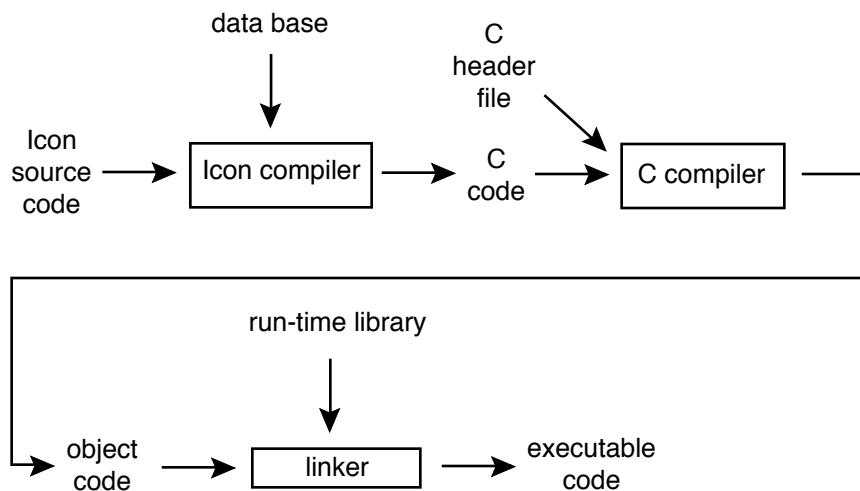 data base
C
header
file
Icon
source
code
Icon compiler
C
code
C compiler
run-time library
object
code
linker
executable
code